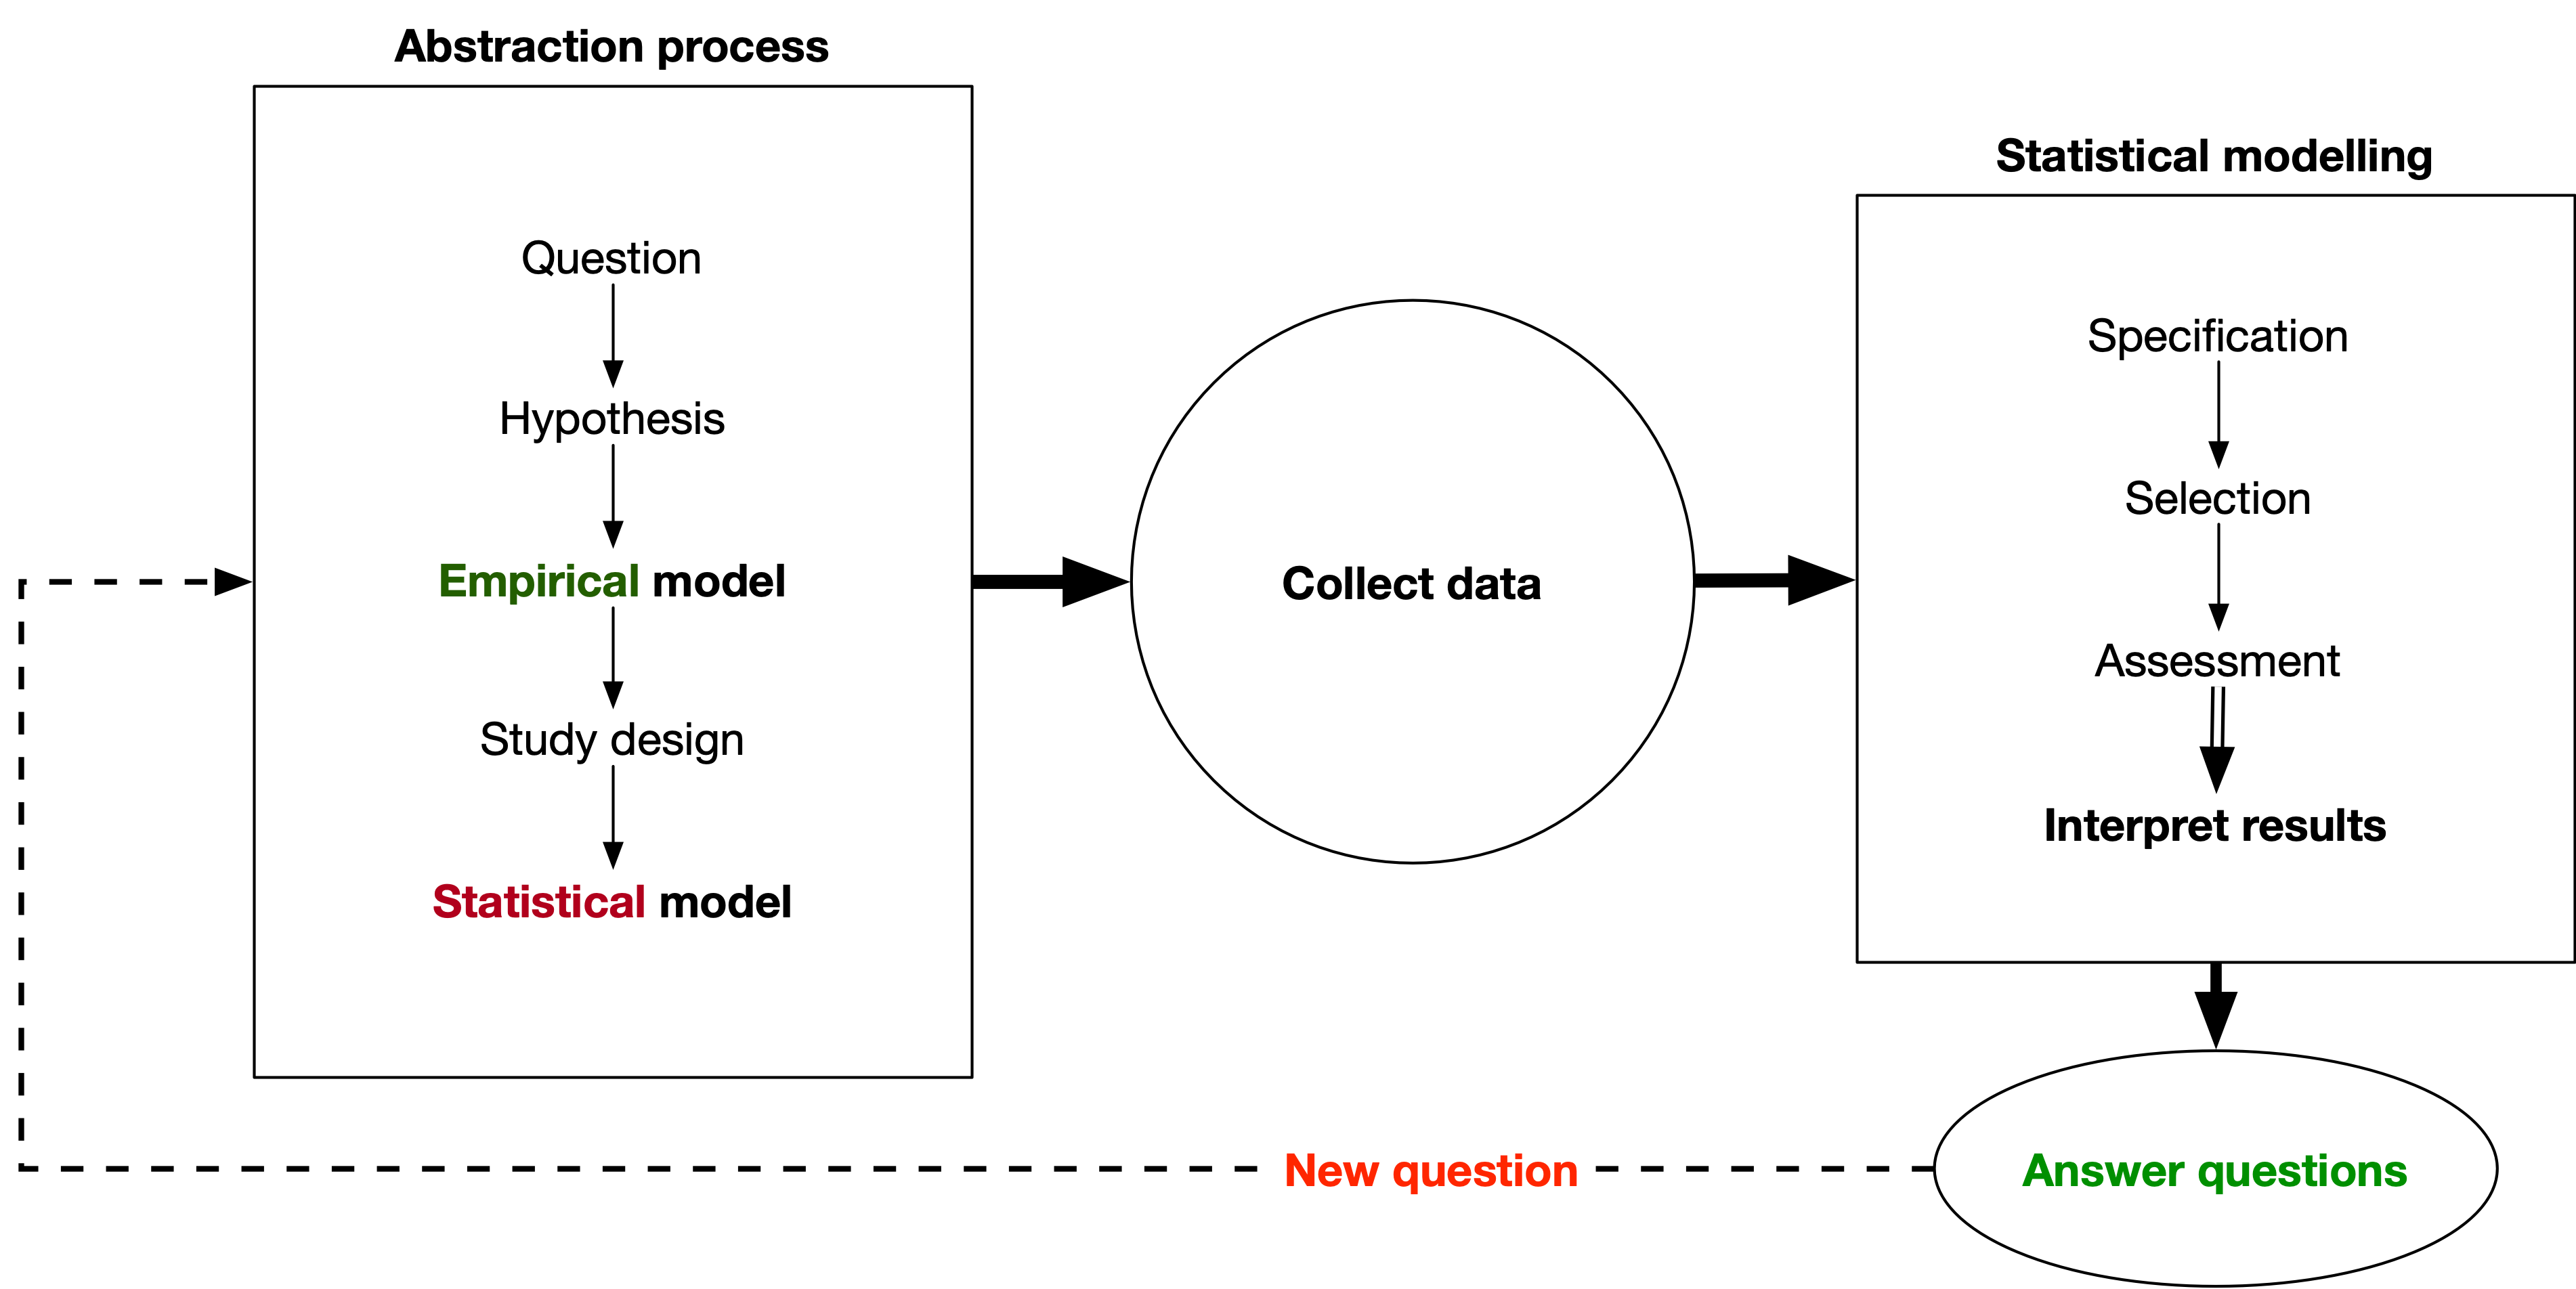 Abstraction process
Question
Hypothesis
Empirical model
Study design
Statistical model
Collect data
Statistical modelling
Specification
Selection
Assessment
Interpret results
Answer questions
New question